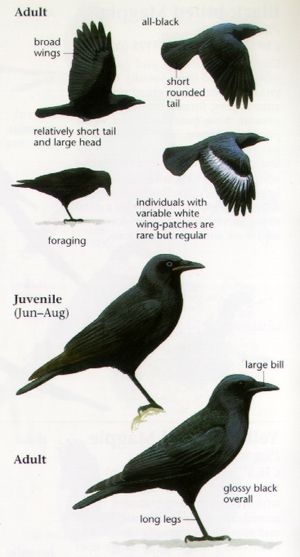 Adult
all-black
broad
wings
short
rounded
tail
relatively short tail
and large head
foraging
individuals with
variable white
wing-patches are
rare but regular
Juvenile
(Jun–Aug)
large bill
Adult
glossy black
overall
long legs